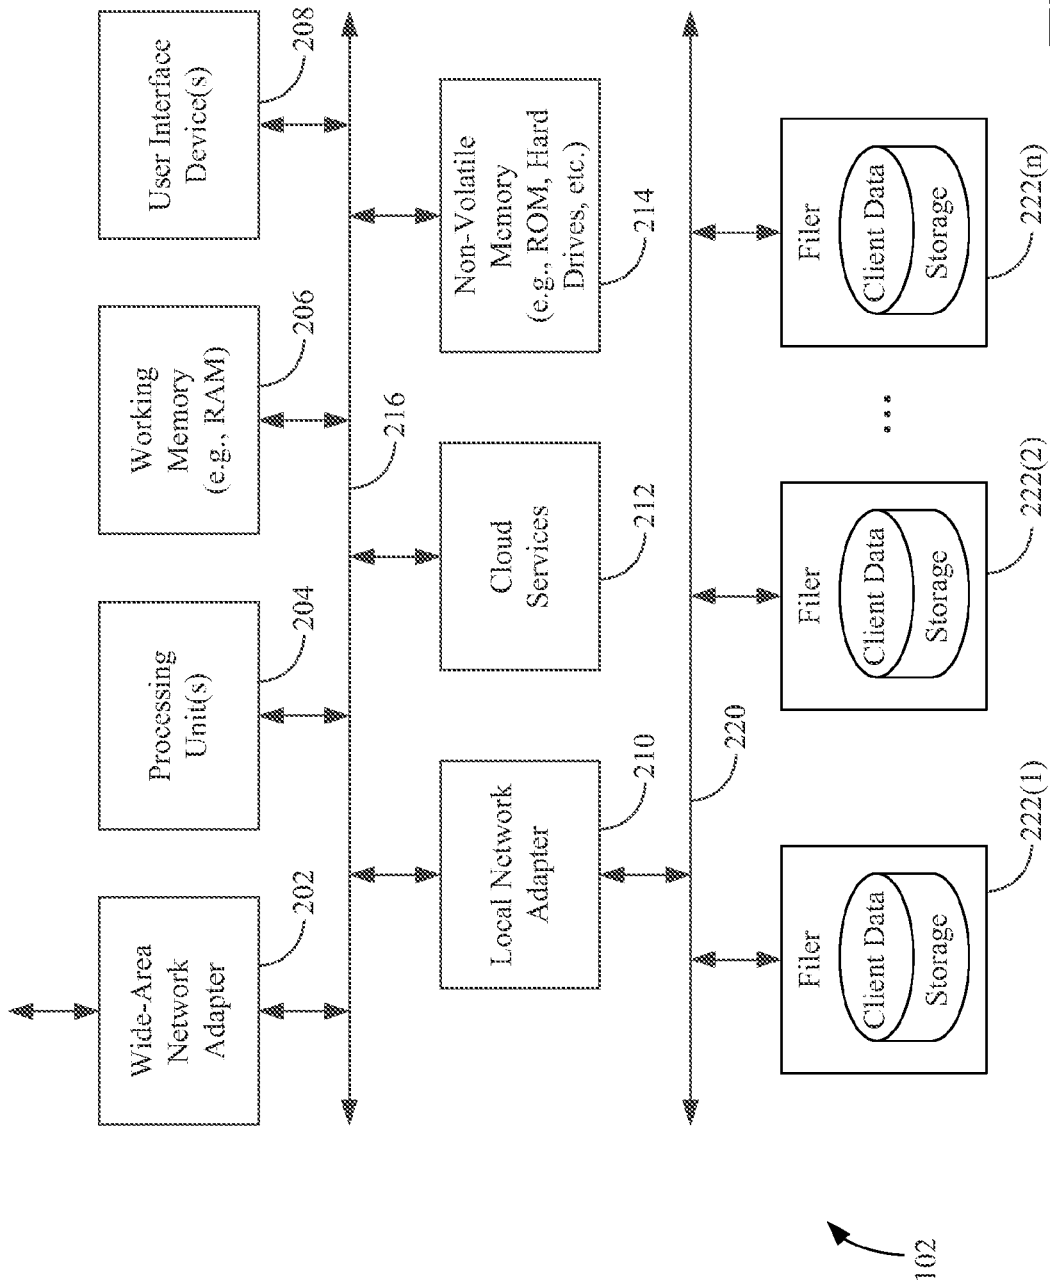 Wide-Area
Network
Adapter
202
Processing
Unit(s)
204
Working
Memory
(e.g., RAM)
206
User Interface
Device(s)
208
216
Local Network
Adapter
210
Cloud
Services
212
Non-Volatile
Memory
(e.g., ROM, Hard
Drives, etc.)
214
220
Filer
Client Data
Storage
222(1)
Filer
Client Data
Storage
222(2)
...
Filer
Client Data
Storage
222(n)
102